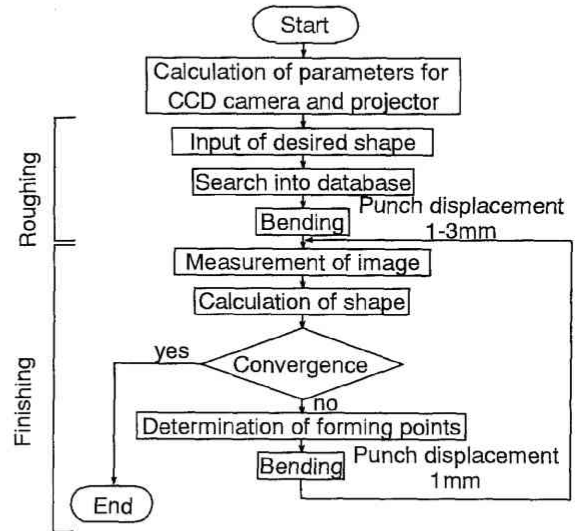 Start
Calculation of parameters for
CCD camera and projector
Roughing
Input of desired shape
Search into database
Bending
Punch displacement
1-3mm
Finishing
Measurement of image
Calculation of shape
Convergence
yes
no
Determination of forming points
Bending
Punch displacement
1mm
End